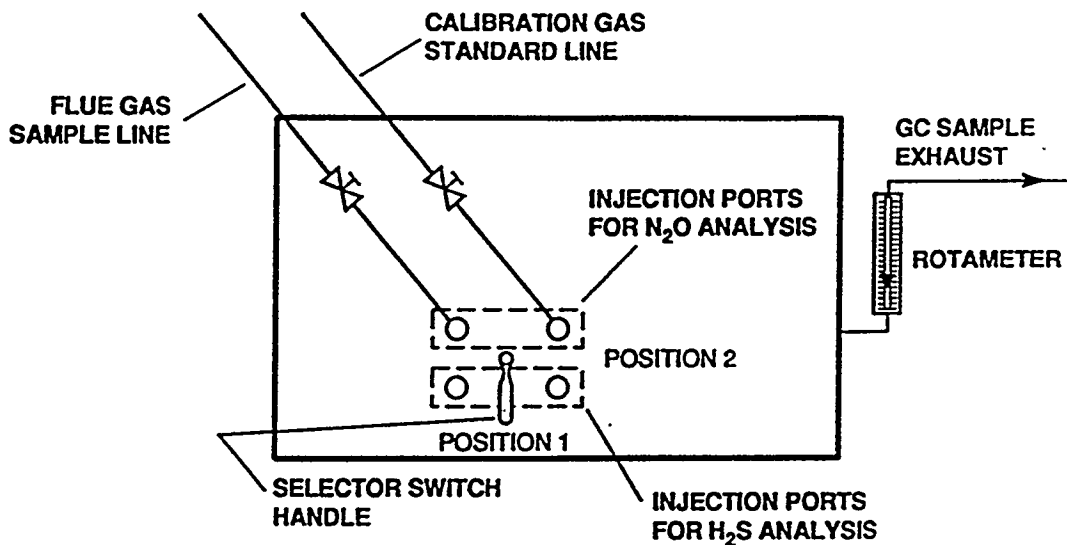 CALIBRATION GAS
STANDARD LINE
FLUE GAS
SAMPLE LINE
GC SAMPLE
EXHAUST
INJECTION PORTS
FOR N₂O ANALYSIS
ROTAMETER
POSITION 2
POSITION 1
SELECTOR SWITCH
HANDLE
INJECTION PORTS
FOR H₂S ANALYSIS